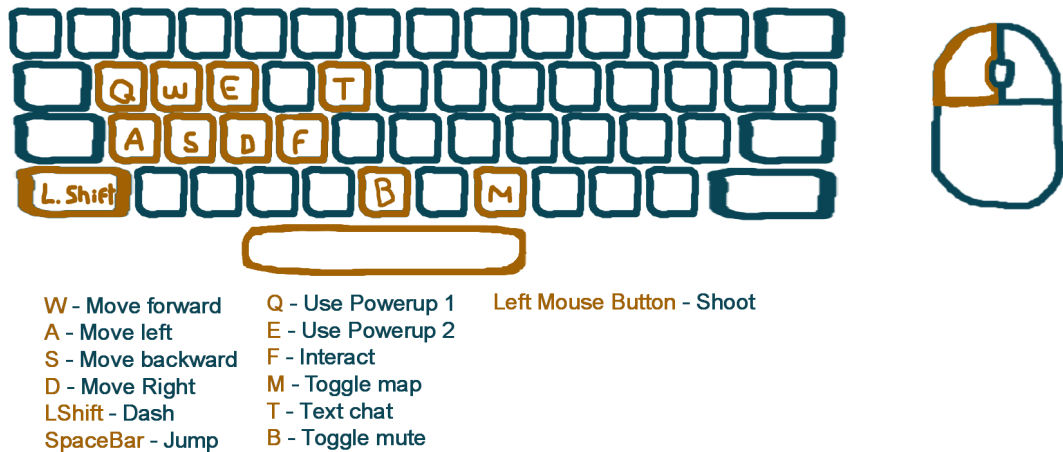 Q W E T
A S D F
L. Shift B M
W - Move forward
A - Move left
S - Move backward
D - Move Right
LShift - Dash
SpaceBar - Jump
Q - Use Powerup 1
E - Use Powerup 2
F - Interact
M - Toggle map
T - Text chat
B - Toggle mute
Left Mouse Button - Shoot